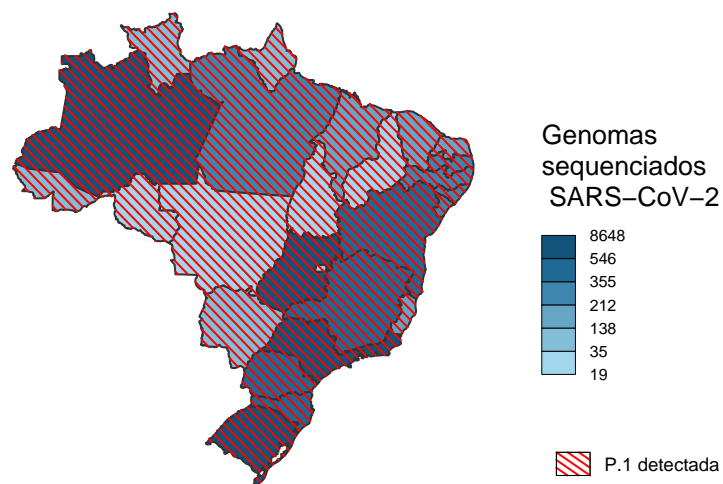 Genomas
sequenciados
SARS−CoV−2
8648
546
355
212
138
35
19
P.1 detectada